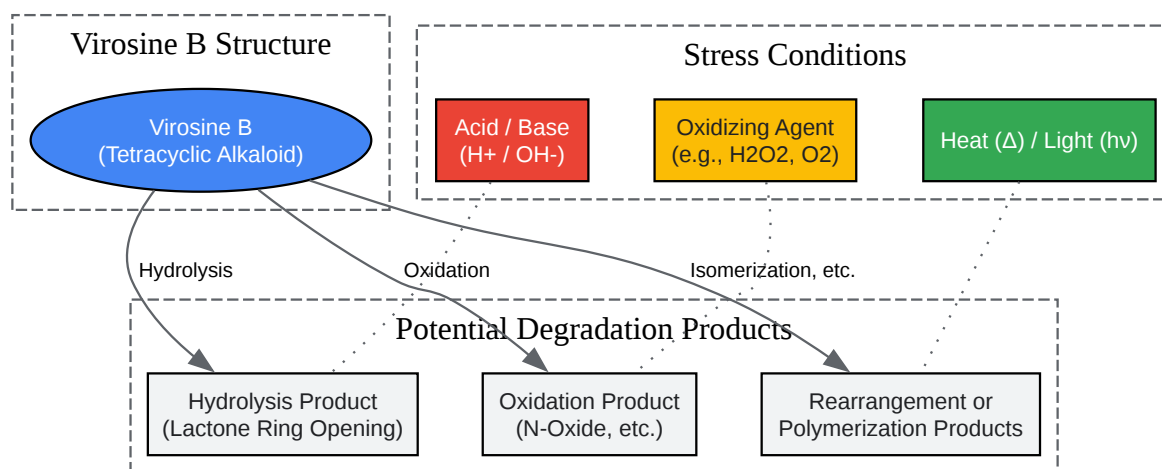 Virosine B Structure
Stress Conditions
Virosine B
(Tetracyclic Alkaloid)
Acid / Base
(H+ / OH-)
Oxidizing Agent
(e.g., H2O2, O2)
Heat (Δ) / Light (hν)
Hydrolysis
Oxidation
Isomerization, etc.
Potential Degradation Products
Hydrolysis Product
(Lactone Ring Opening)
Oxidation Product
(N-Oxide, etc.)
Rearrangement or
Polymerization Products